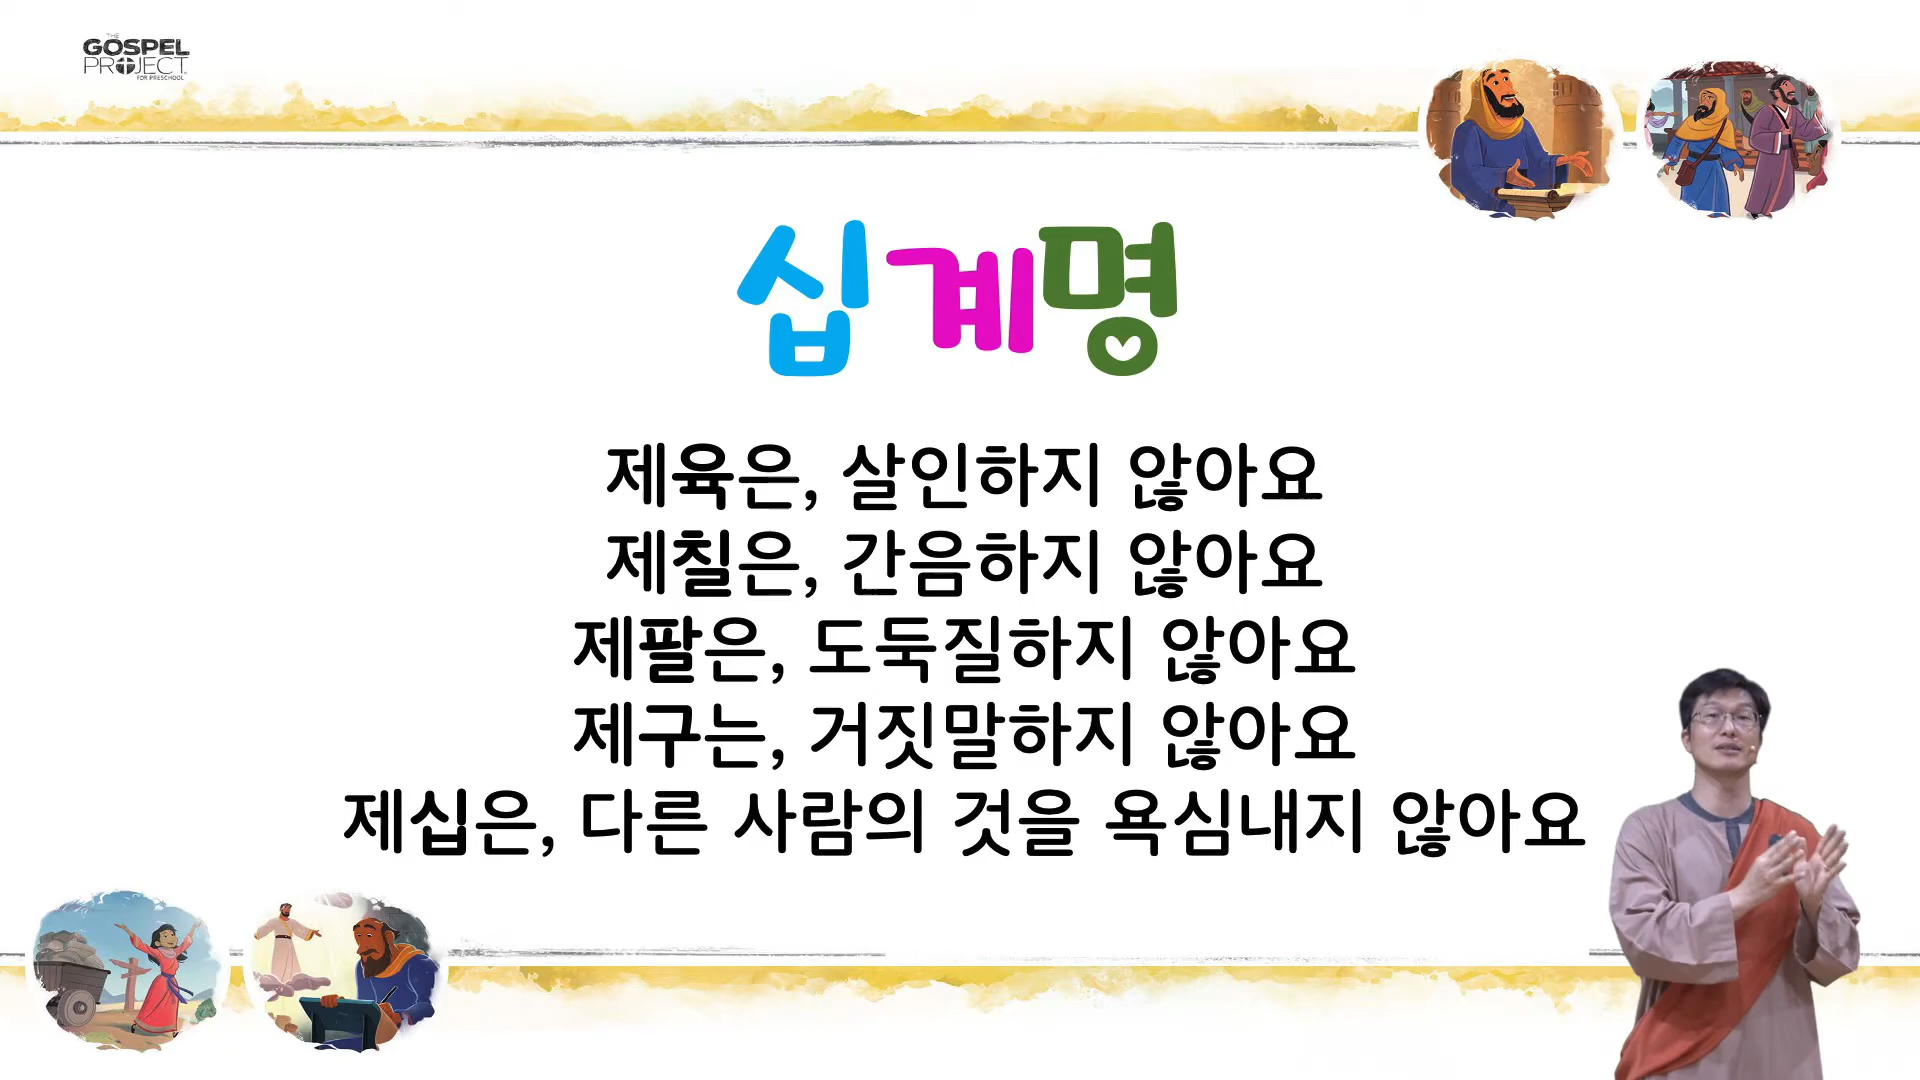 THE
GOSPEL
PROJECT
FOR PRESCHOOL
십계명
제육은, 살인하지 않아요
제칠은, 간음하지 않아요
제팔은, 도둑질하지 않아요
제구는, 거짓말하지 않아요
제십은, 다른 사람의 것을 욕심내지 않아요